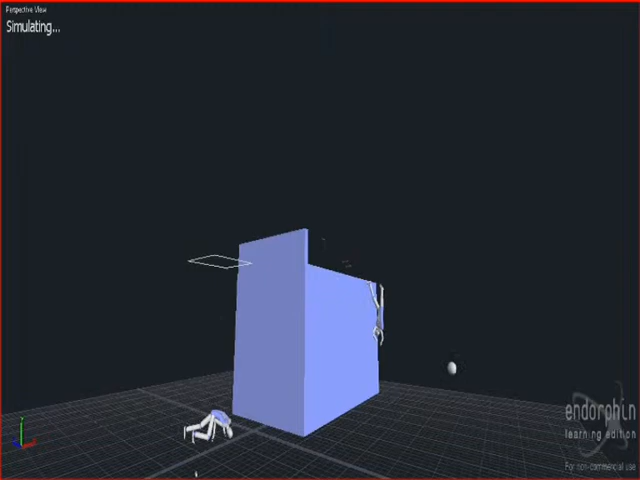 Perspective View
Simulating...
endorphin
learning edition
For non-commercial use